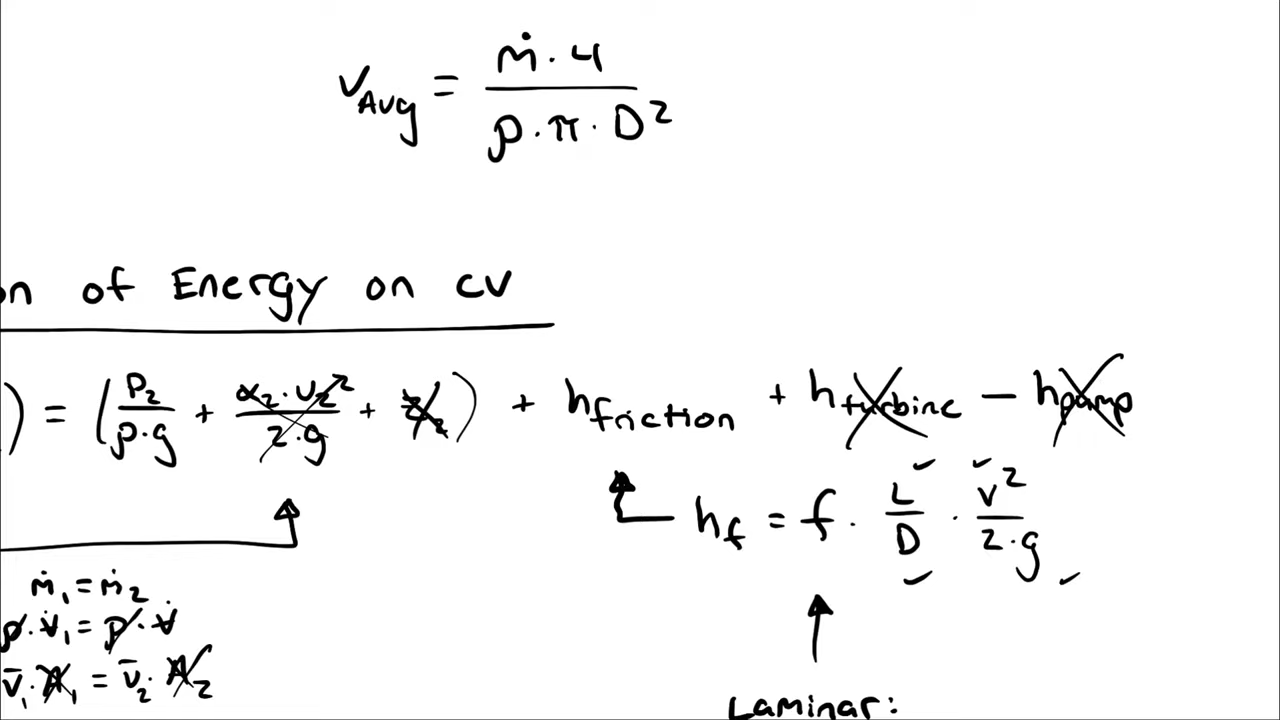 V_Avg = ṁ · 4 / ρ · π · D²
on of Energy on CV
) = (P₂ / ρ · g + α₂ · V₂² / 2 · g + z₂) + h_friction + h_turbine − h_pump
h_f = f · L / D · V² / 2 · g
ṁ₁ = ṁ₂
ρ · V̇₁ = ρ · V̇
V̄₁ · A₁ = V̄₂ · A₂
Laminar: